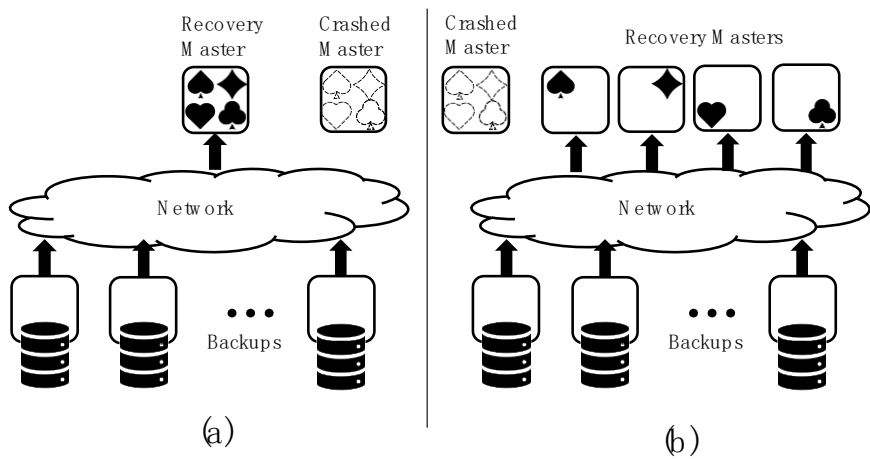 Recovery
Master
Crashed
Master
Network
Backups
(a)
Crashed
Master
Recovery Masters
Network
Backups
(b)